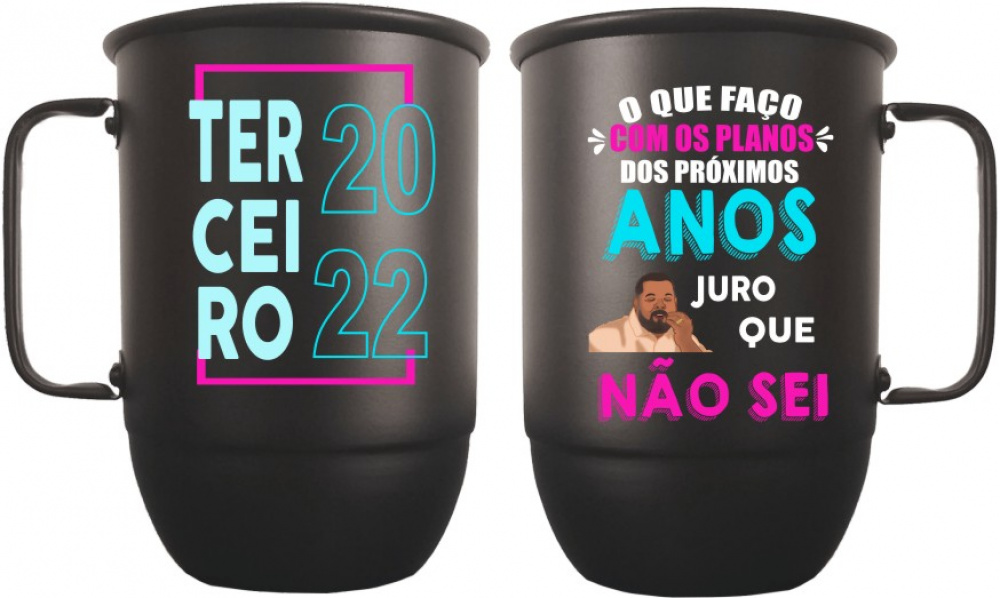 TER
CEI
RO
20
22
O QUE FAÇO
COM OS PLANOS
DOS PRÓXIMOS
ANOS
JURO
QUE
NÃO SEI